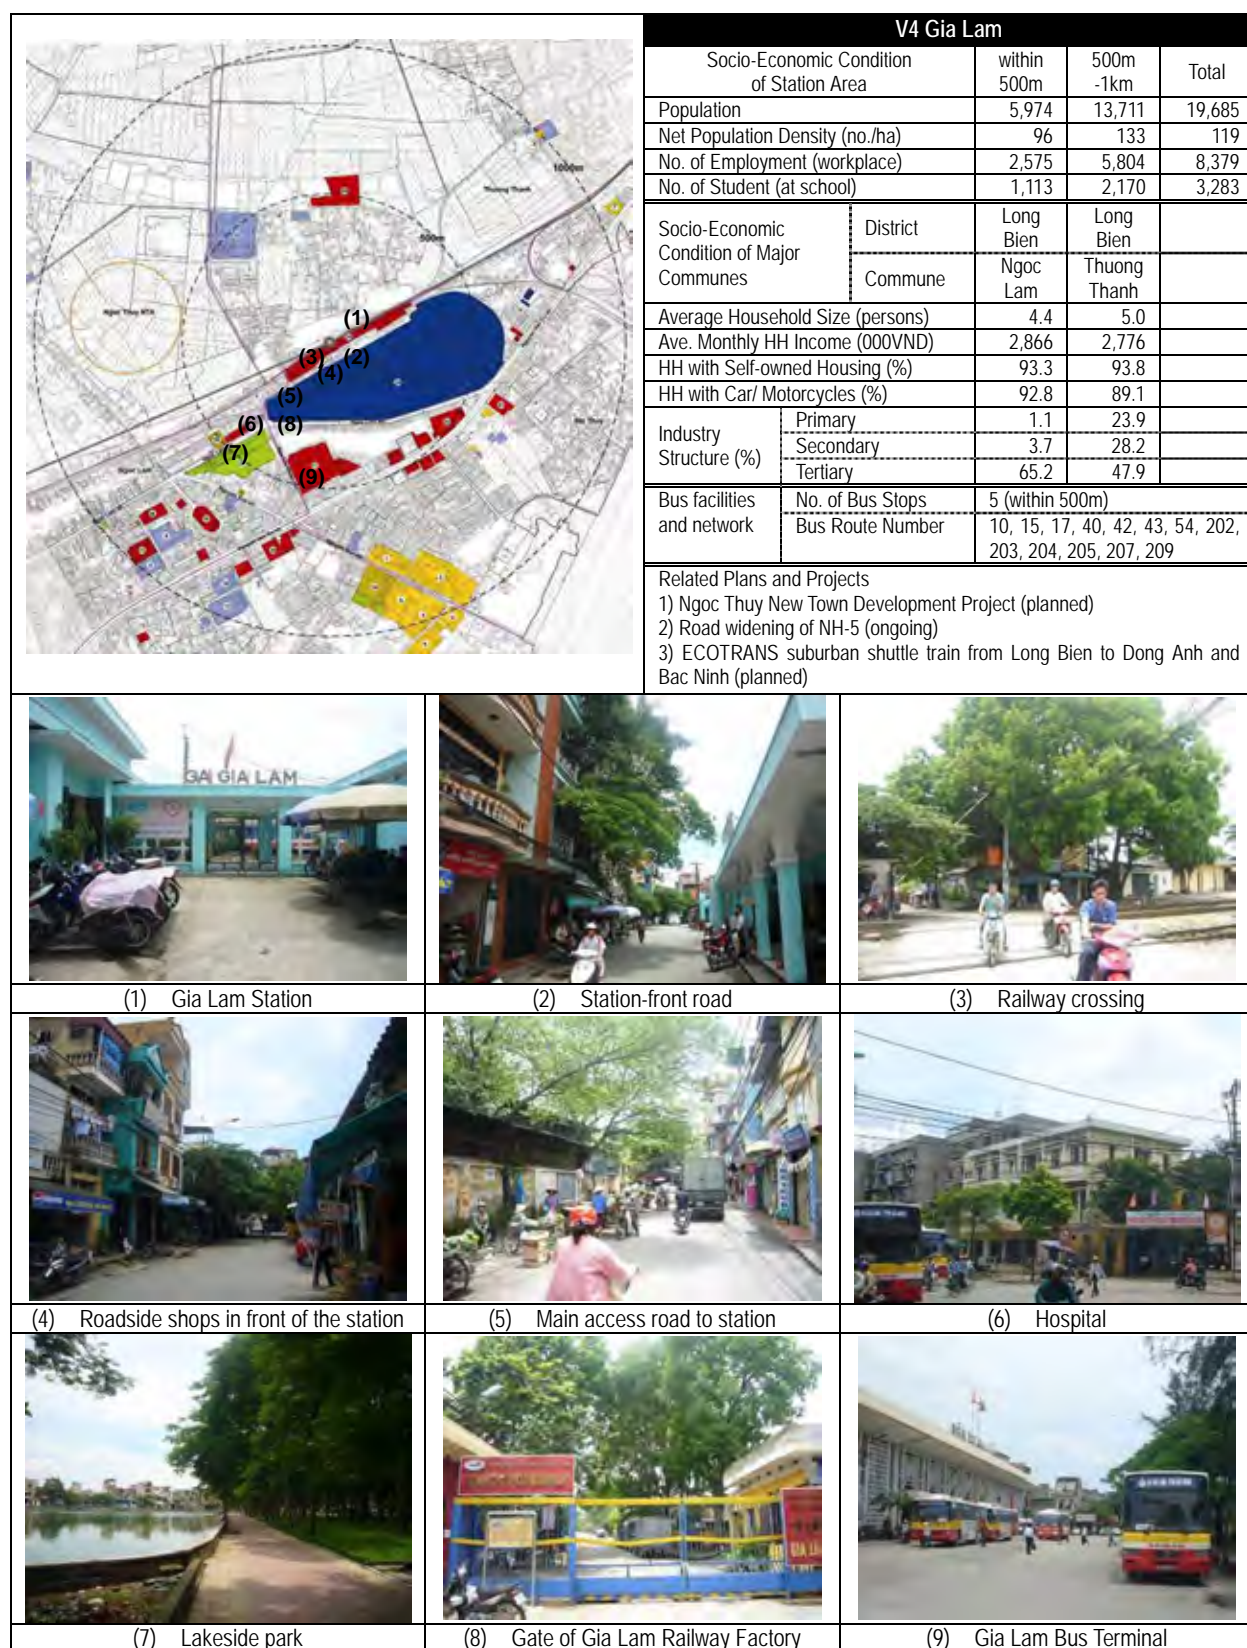 V4 Gia Lam
Socio-Economic Condition of Station Area
within 500m
500m -1km
Total
Population 5,974 13,711 19,685
Net Population Density (no./ha) 96 133 119
No. of Employment (workplace) 2,575 5,804 8,379
No. of Student (at school) 1,113 2,170 3,283
Socio-Economic Condition of Major Communes
District Long Bien Long Bien
Commune Ngoc Lam Thuong Thanh
Average Household Size (persons) 4.4 5.0
Ave. Monthly HH Income (000VND) 2,866 2,776
HH with Self-owned Housing (%) 93.3 93.8
HH with Car/ Motorcycles (%) 92.8 89.1
Industry Structure (%)
Primary 1.1 23.9
Secondary 3.7 28.2
Tertiary 65.2 47.9
Bus facilities and network
No. of Bus Stops 5 (within 500m)
Bus Route Number 10, 15, 17, 40, 42, 43, 54, 202,
203, 204, 205, 207, 209
Related Plans and Projects
1) Ngoc Thuy New Town Development Project (planned)
2) Road widening of NH-5 (ongoing)
3) ECOTRANS suburban shuttle train from Long Bien to Dong Anh and
Bac Ninh (planned)
1000m
Thuong Thanh
500m
Ngoc Thuy NTA
(1)
(3) (2)
(4)
(5)
(6) (8)
(7)
(9)
Ngoc Lam
GA GIA LAM
(1) Gia Lam Station
(2) Station-front road
(3) Railway crossing
(4) Roadside shops in front of the station
(5) Main access road to station
(6) Hospital
(7) Lakeside park
(8) Gate of Gia Lam Railway Factory
(9) Gia Lam Bus Terminal